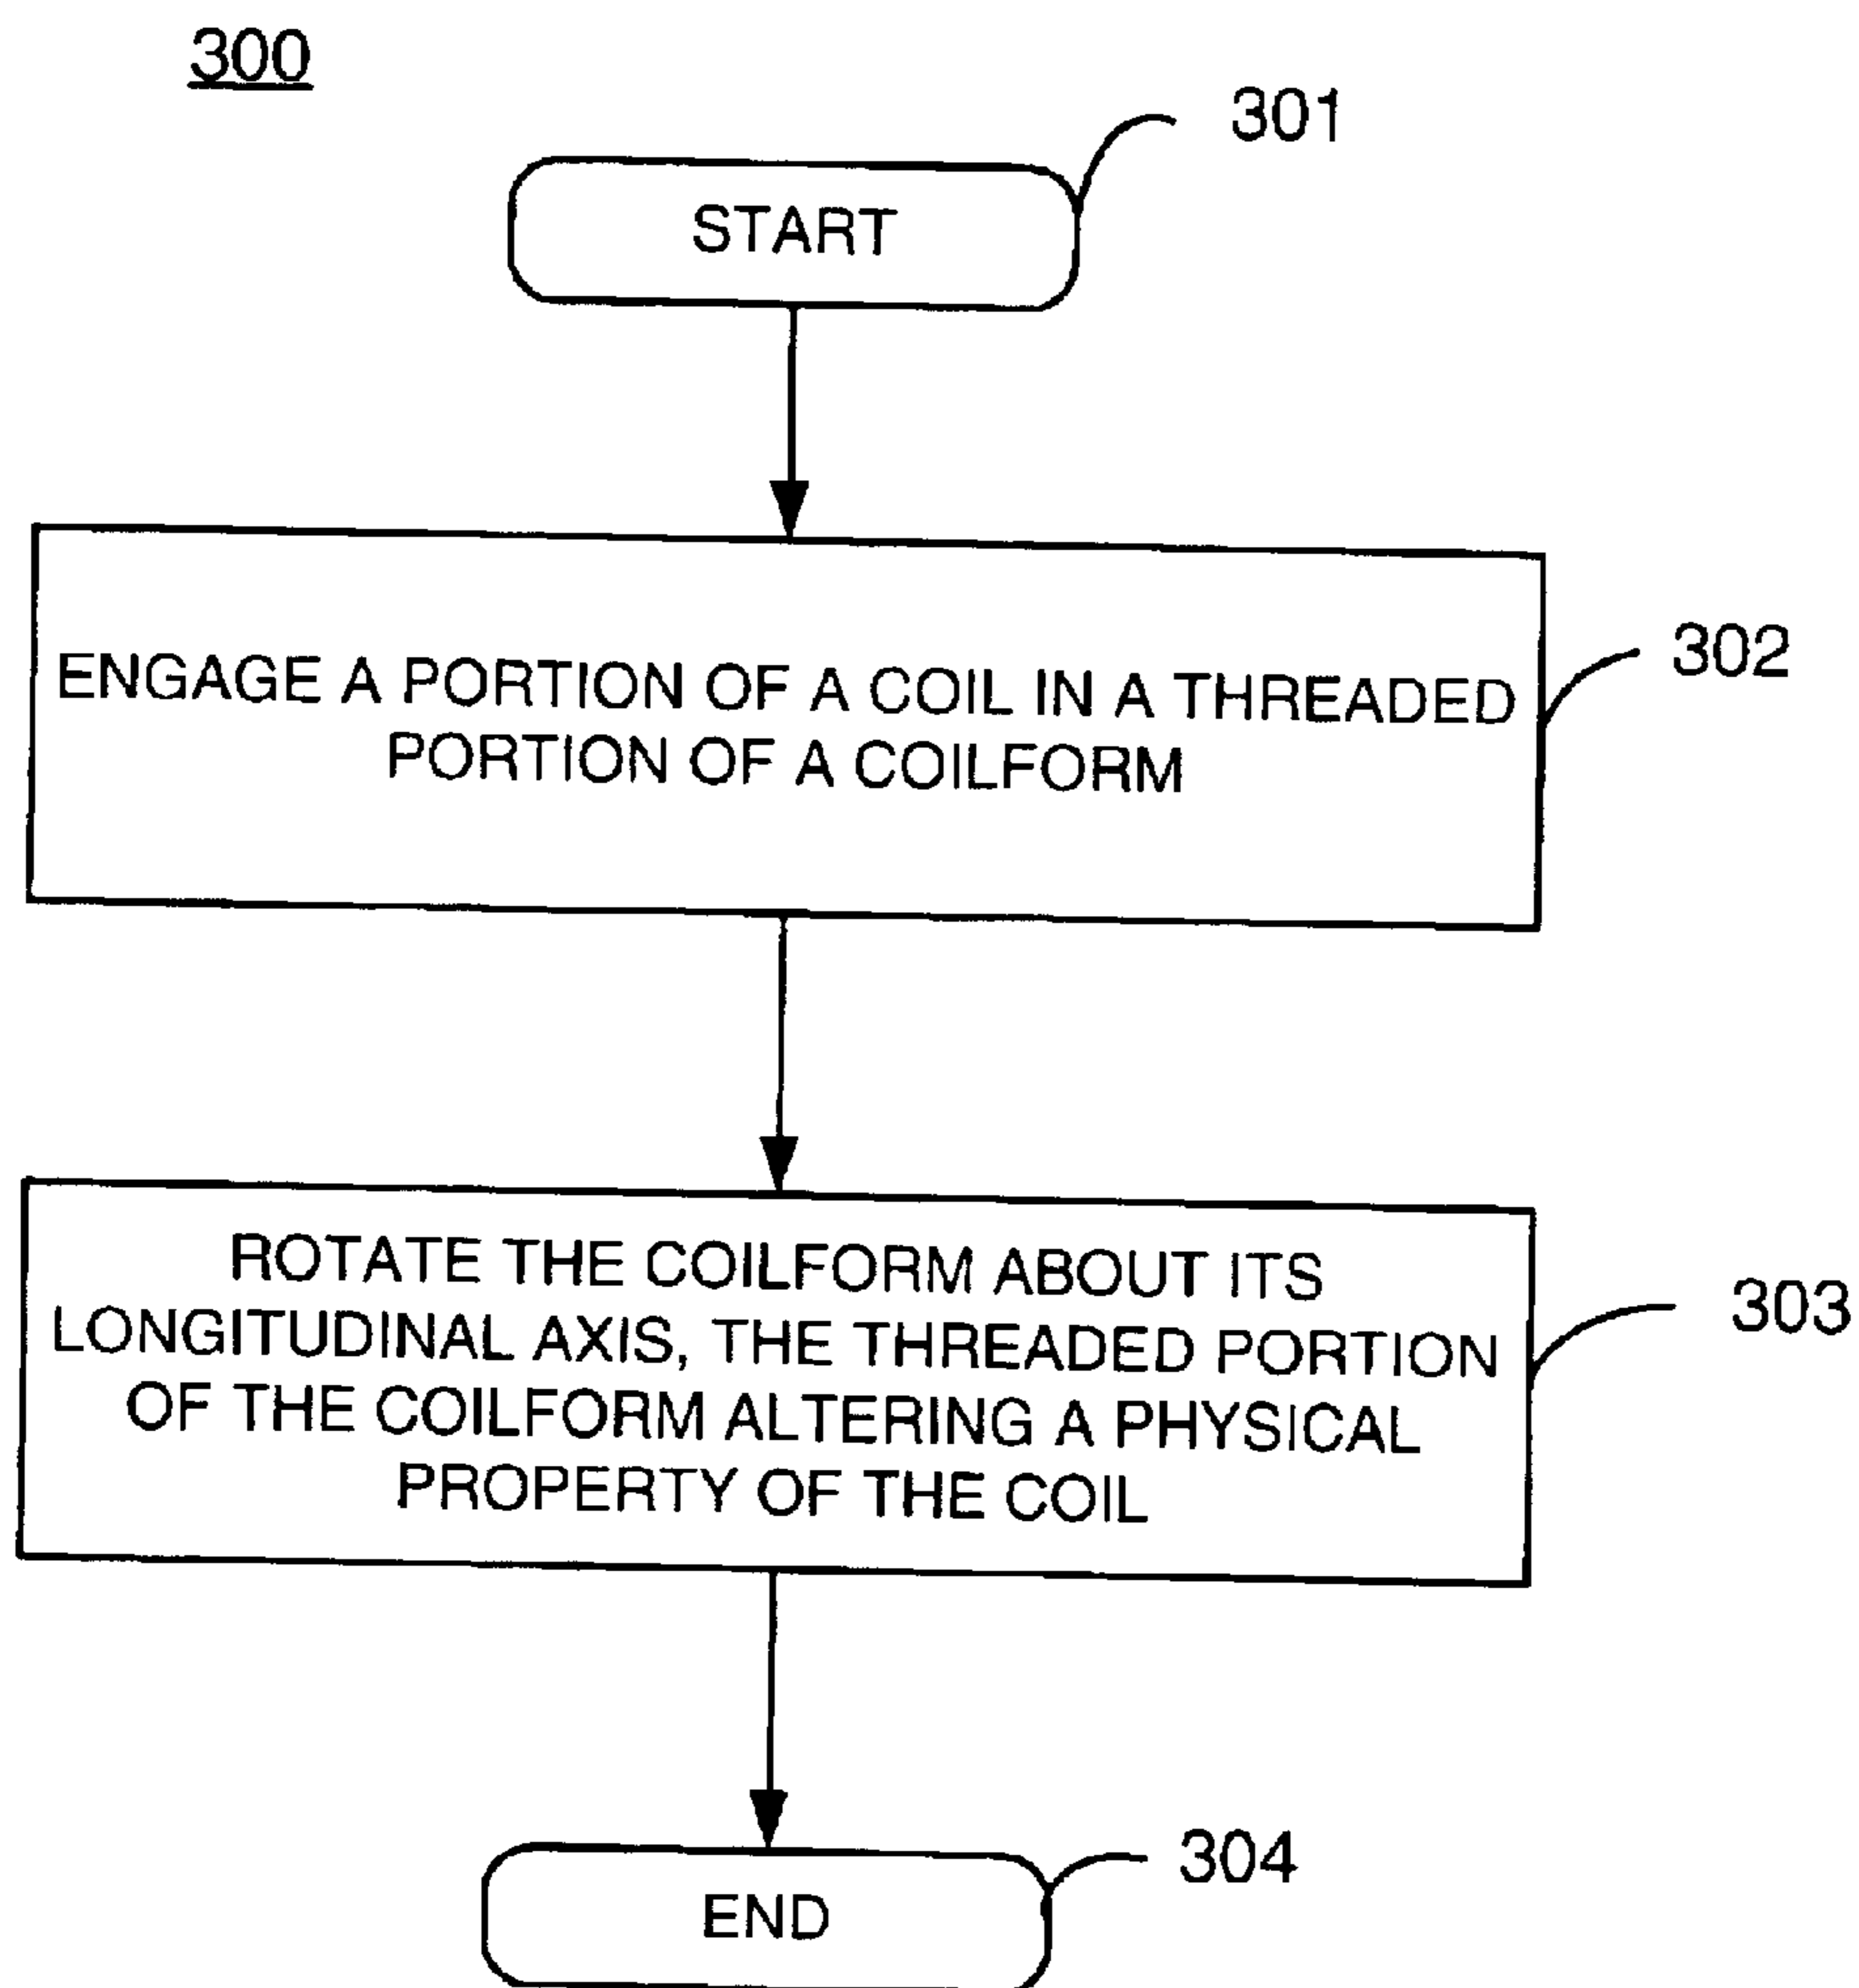 300
301
START
302
ENGAGE A PORTION OF A COIL IN A THREADED
PORTION OF A COILFORM
303
ROTATE THE COILFORM ABOUT ITS
LONGITUDINAL AXIS, THE THREADED PORTION
OF THE COILFORM ALTERING A PHYSICAL
PROPERTY OF THE COIL
304
END